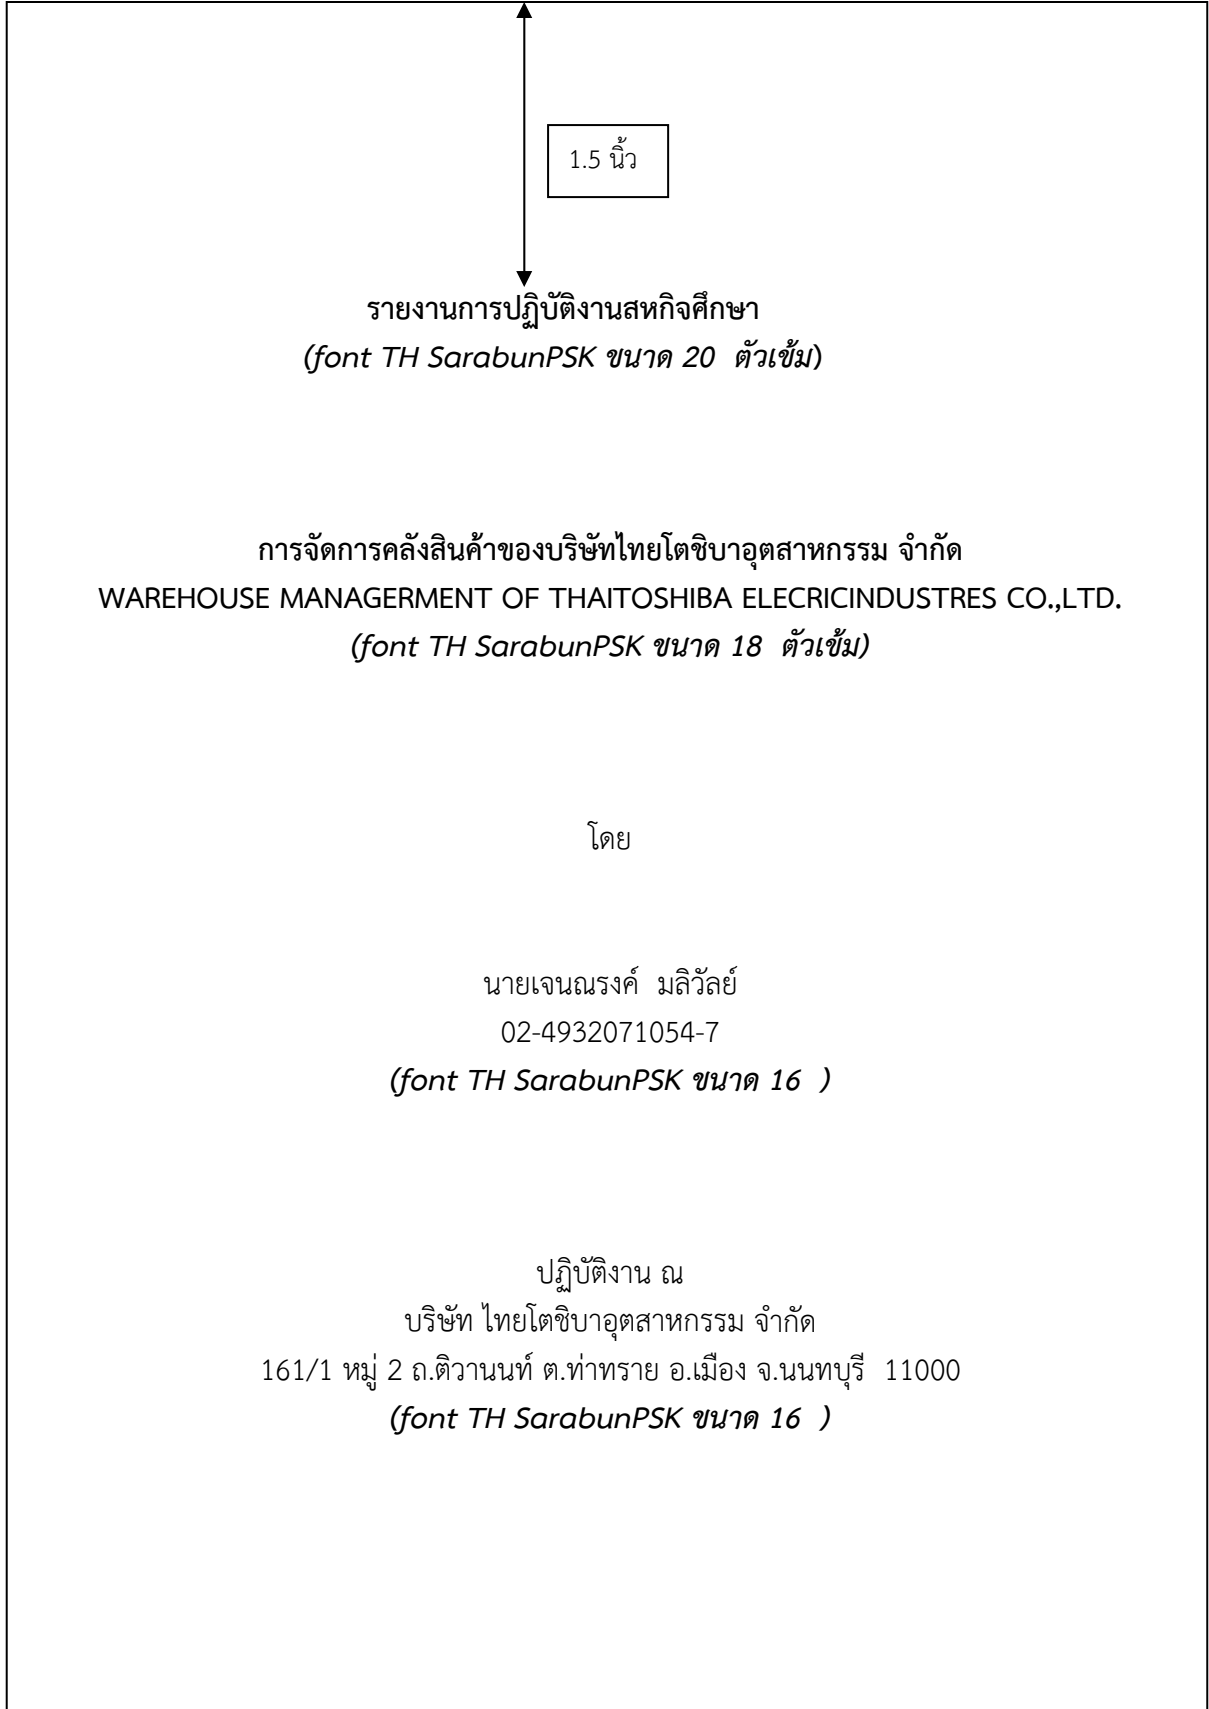 1.5 นิ้ว
รายงานการปฏิบัติงานสหกิจศึกษา
(font TH SarabunPSK ขนาด 20 ตัวเข้ม)
การจัดการคลังสินค้าของบริษัทไทยโตชิบาอุตสาหกรรม จำกัด
WAREHOUSE MANAGERMENT OF THAITOSHIBA ELECRICINDUSTRES CO.,LTD.
(font TH SarabunPSK ขนาด 18 ตัวเข้ม)
โดย
นายเจนณรงค์ มลิวัลย์
02-4932071054-7
(font TH SarabunPSK ขนาด 16 )
ปฏิบัติงาน ณ
บริษัท ไทยโตชิบาอุตสาหกรรม จำกัด
161/1 หมู่ 2 ถ.ติวานนท์ ต.ท่าทราย อ.เมือง จ.นนทบุรี 11000
(font TH SarabunPSK ขนาด 16 )